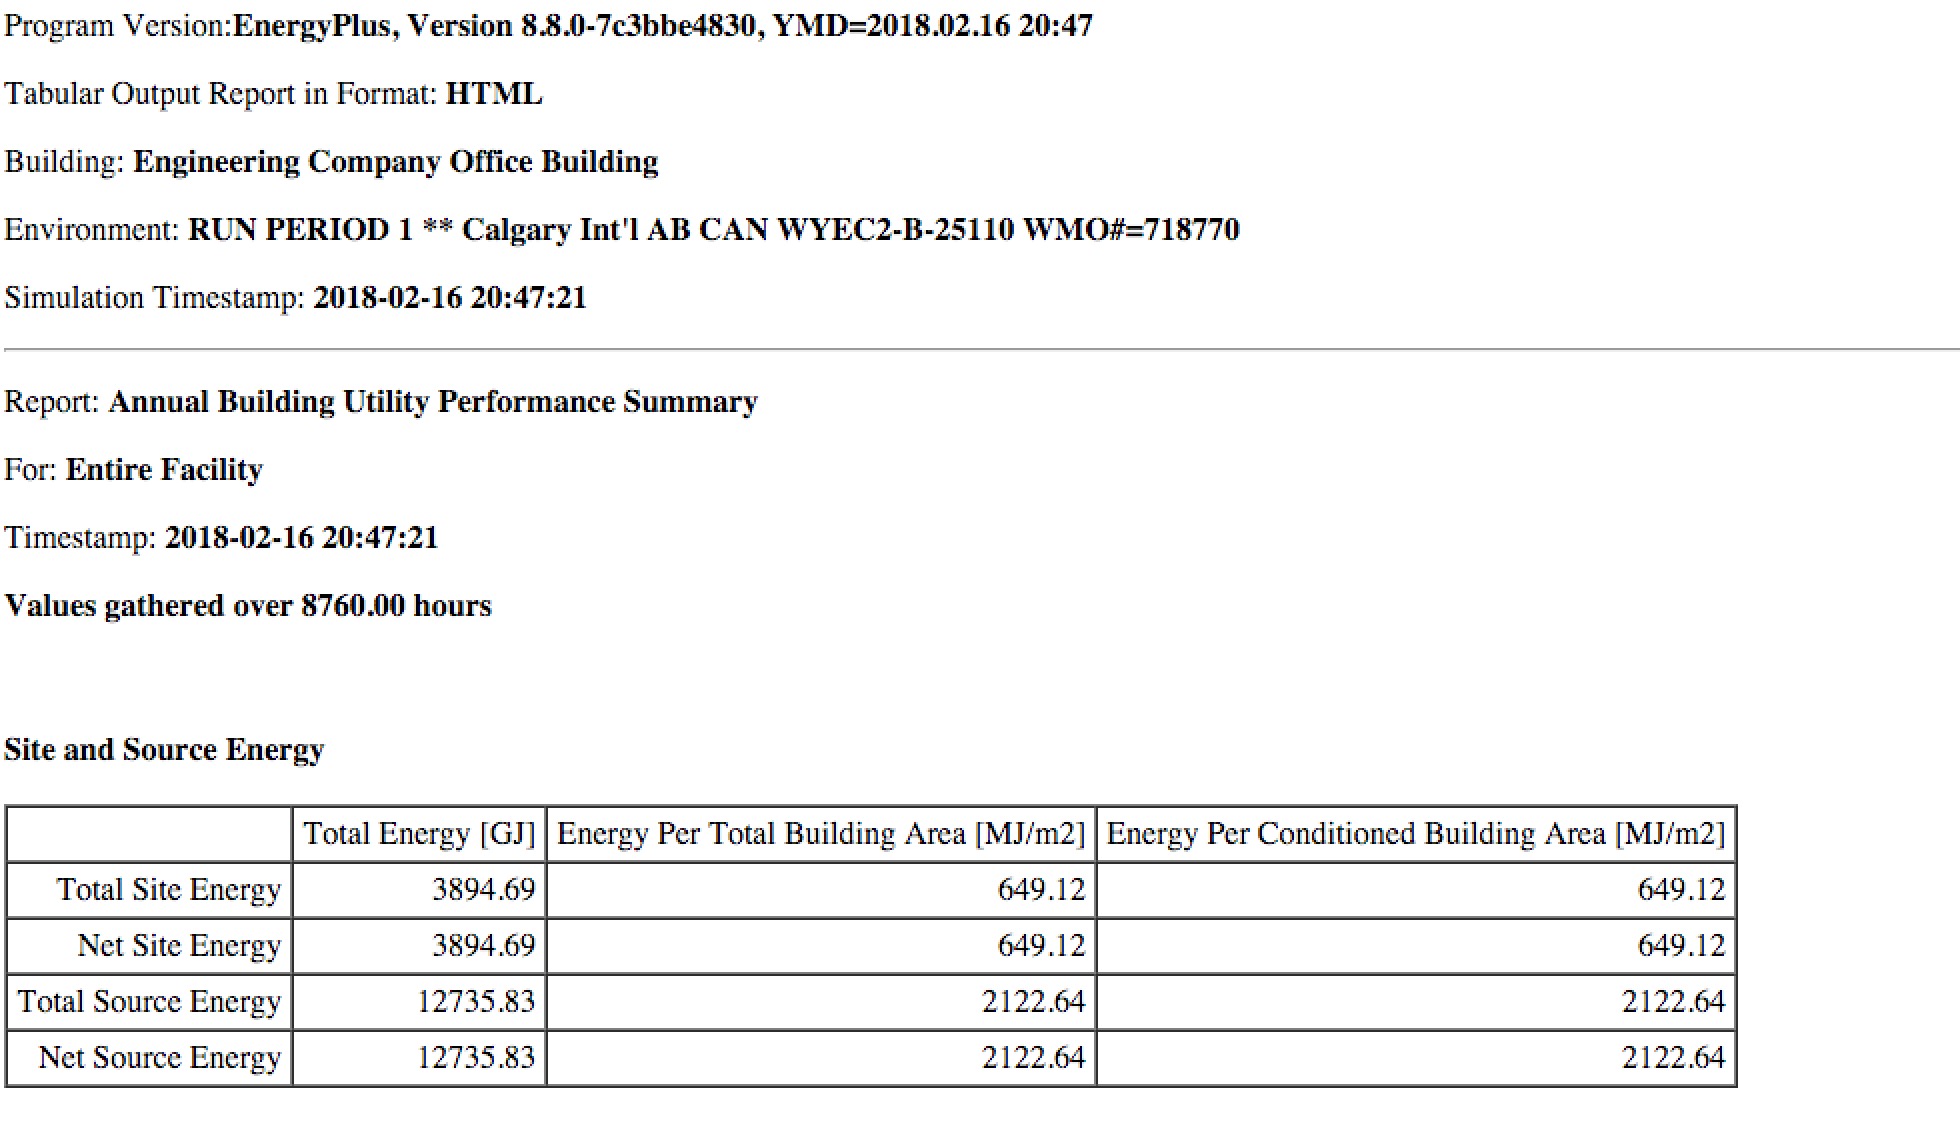 Program Version:EnergyPlus, Version 8.8.0-7c3bbe4830, YMD=2018.02.16 20:47
Tabular Output Report in Format: HTML
Building: Engineering Company Office Building
Environment: RUN PERIOD 1 ** Calgary Int'l AB CAN WYEC2-B-25110 WMO#=718770
Simulation Timestamp: 2018-02-16 20:47:21
Report: Annual Building Utility Performance Summary
For: Entire Facility
Timestamp: 2018-02-16 20:47:21
Values gathered over 8760.00 hours
Site and Source Energy
Total Energy [GJ] Energy Per Total Building Area [MJ/m2] Energy Per Conditioned Building Area [MJ/m2]
Total Site Energy 3894.69 649.12 649.12
Net Site Energy 3894.69 649.12 649.12
Total Source Energy 12735.83 2122.64 2122.64
Net Source Energy 12735.83 2122.64 2122.64